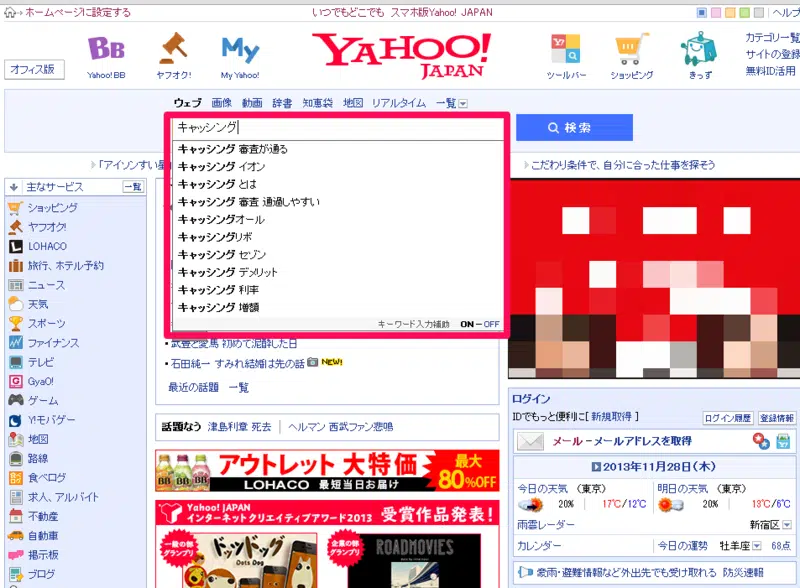 ホームページに設定する
いつでもどこでも スマホ版Yahoo! JAPAN
ヘルプ
オフィス版
BB
Yahoo! BB
ヤフオク!
My
My Yahoo!
YAHOO!
JAPAN
ツールバー
ショッピング
きっず
カテゴリ一覧
サイトの登録
無料ID活用
ウェブ 画像 動画 辞書 知恵袋 地図 リアルタイム 一覧
キャッシング
検索
キャッシング 審査が通る
キャッシング イオン
キャッシング とは
キャッシング 審査 通過しやすい
キャッシングオール
キャッシングリボ
キャッシング セゾン
キャッシング デメリット
キャッシング 利率
キャッシング 増額
キーワード入力補助 ON-OFF
こだわり条件で、自分に合った仕事を探そう
主なサービス 一覧
ショッピング
ヤフオク!
LOHACO
旅行、ホテル予約
ニュース
天気
スポーツ
ファイナンス
テレビ
GyaO!
ゲーム
Y!モバゲー
地図
路線
食べログ
求人、アルバイト
不動産
自動車
掲示板
ブログ
武豊と愛馬 初めて泥酔した日
石田純一 すみれ結婚は先の話 NEW!
最近の話題 一覧
話題なう 津島利章 死去 ヘルマン 西武ファン悲鳴
アウトレット 大特価
LOHACO 最短当日お届け
最大
80%OFF
Yahoo! JAPAN
インターネットクリエイティブアワード2013 受賞作品発表!
一般の部
グランプリ
ドッグドッグ
Dots Dog
企業の部
グランプリ
ROADMOVIES
ログイン
IDでもっと便利に[ 新規取得 ]
ログイン履歴
登録情報
メール - メールアドレスを取得
2013年11月28日(木)
今日の天気 (東京)
20% 17℃/12℃
明日の天気 (東京)
20% 13℃/6℃
雨雲レーダー
新宿区
カレンダー
今日の運勢 牡羊座 68点
豪雨・避難情報など外出先でも受け取れる 防災速報